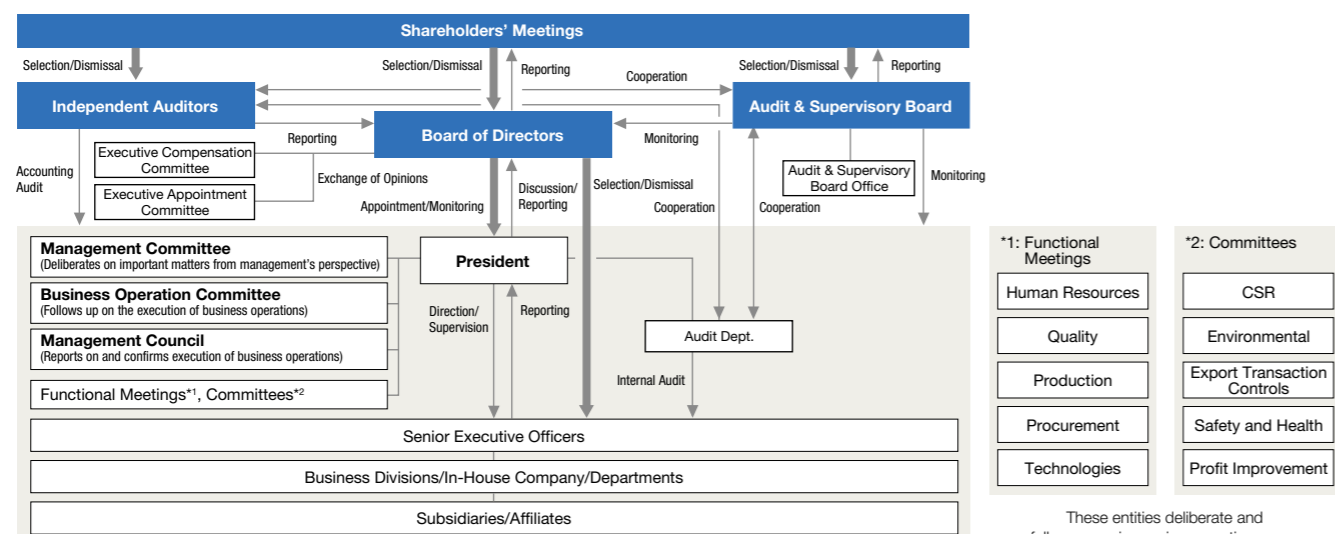 Shareholders' Meetings
Selection/Dismissal
Selection/Dismissal
Reporting
Cooperation
Selection/Dismissal
Reporting
Independent Auditors
Board of Directors
Audit & Supervisory Board
Reporting
Monitoring
Accounting
Audit
Executive Compensation
Committee
Executive Appointment
Committee
Exchange of Opinions
Appointment/Monitoring
Discussion/
Reporting
Selection/Dismissal
Cooperation
Cooperation
Audit & Supervisory
Board Office
Monitoring
Management Committee
(Deliberates on important matters from management's perspective)
Business Operation Committee
(Follows up on the execution of business operations)
Management Council
(Reports on and confirms execution of business operations)
Functional Meetings*1, Committees*2
President
Direction/
Supervision
Reporting
Audit Dept.
Internal Audit
Senior Executive Officers
Business Divisions/In-House Company/Departments
Subsidiaries/Affiliates
*1: Functional
Meetings
Human Resources
Quality
Production
Procurement
Technologies
*2: Committees
CSR
Environmental
Export Transaction
Controls
Safety and Health
Profit Improvement
These entities deliberate and